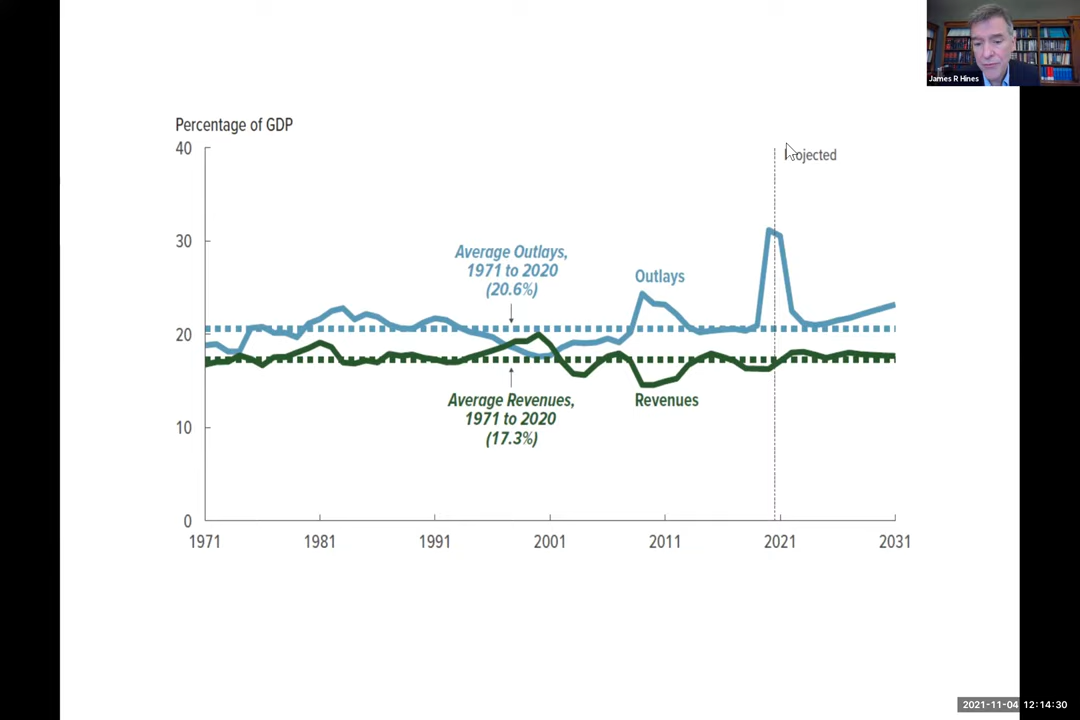 James R Hines
Percentage of GDP
40
30
20
10
0
Average Outlays,
1971 to 2020
(20.6%)
Outlays
Average Revenues,
1971 to 2020
(17.3%)
Revenues
1971
1981
1991
2001
2011
2021
2031
2021-11-04 12:14:30